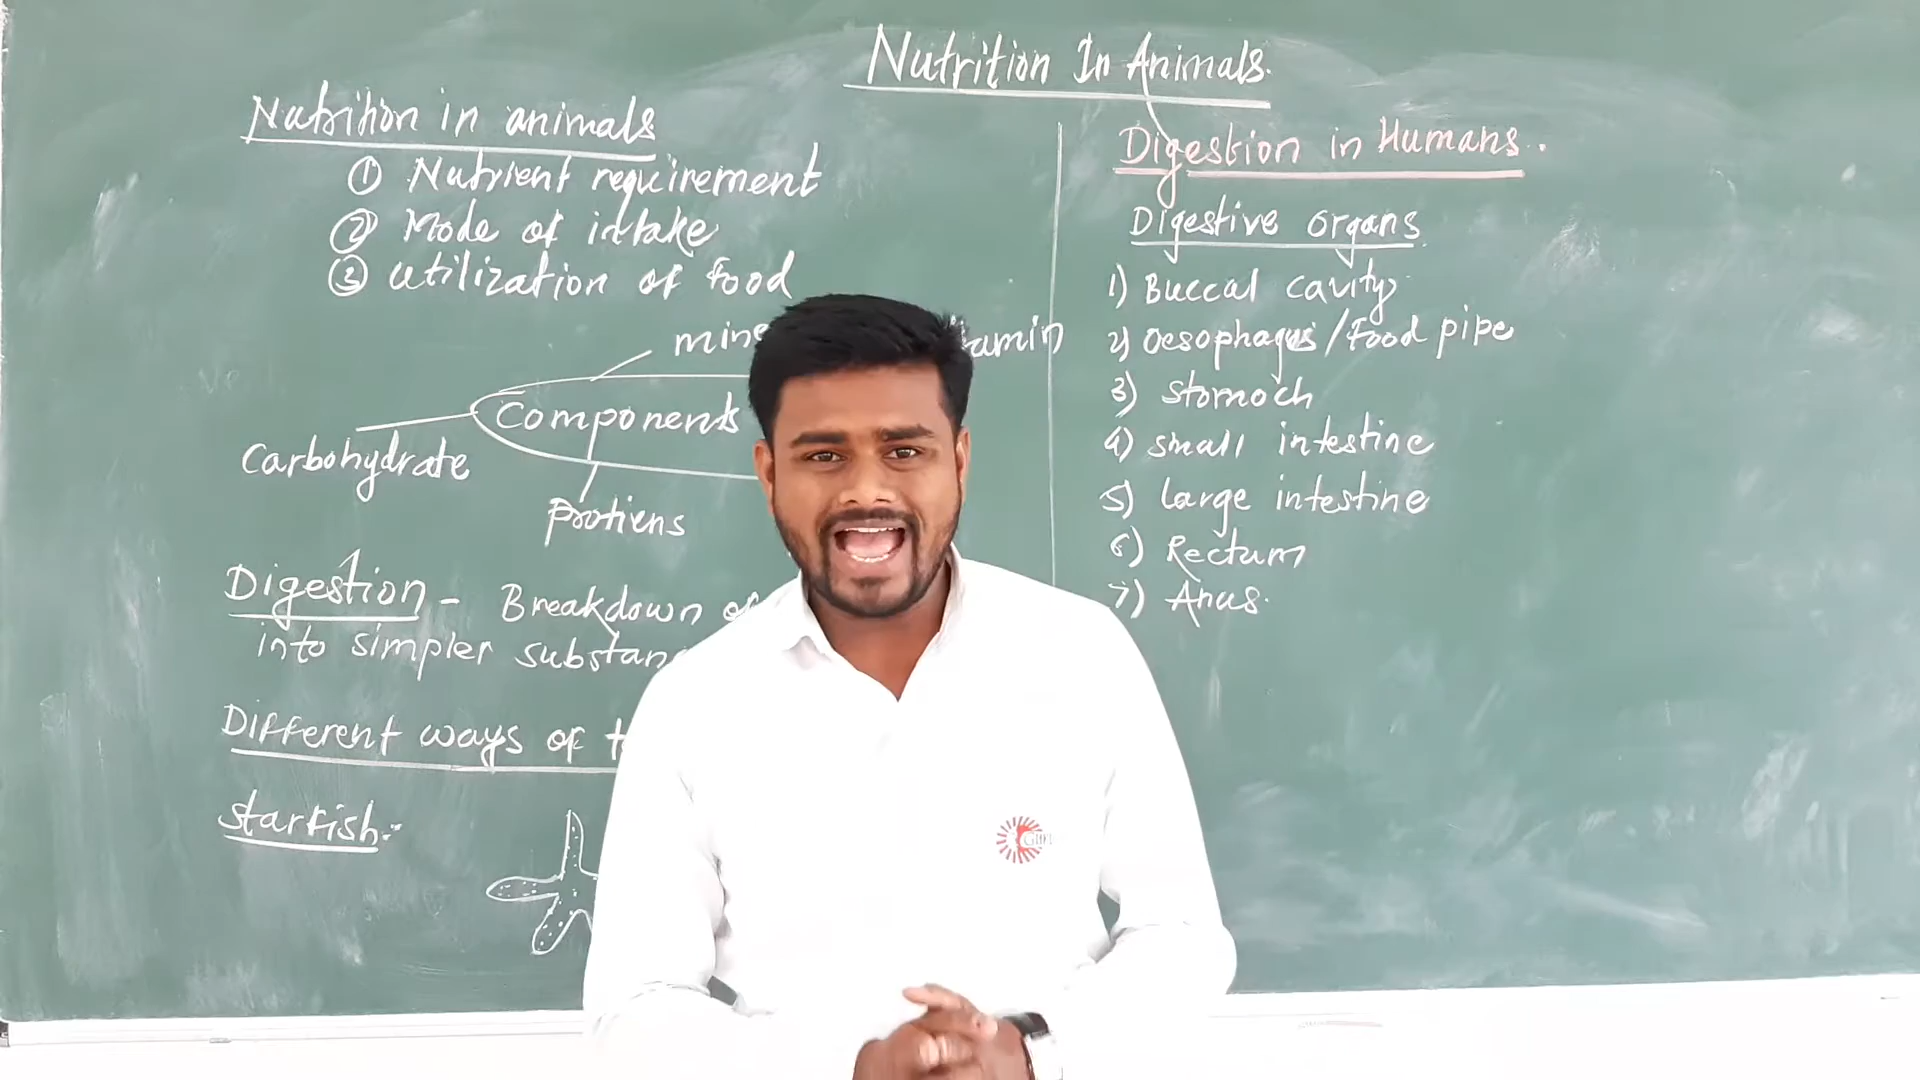 Nutrition In Animals.
Nutrition in animals
① Nutrient requirement
② Mode of intake
③ utilization of Food
Components
Carbohydrate
Protiens
Digestion - Breakdown
into simpler
Different ways of
Starfish:-
Digestion in Humans.
Digestive organs
1) Buccal cavity
2) Oesophagus/Food pipe
3) Stomoch
4) small intestine
5) large intestine
6) Rectum
7) Anus.